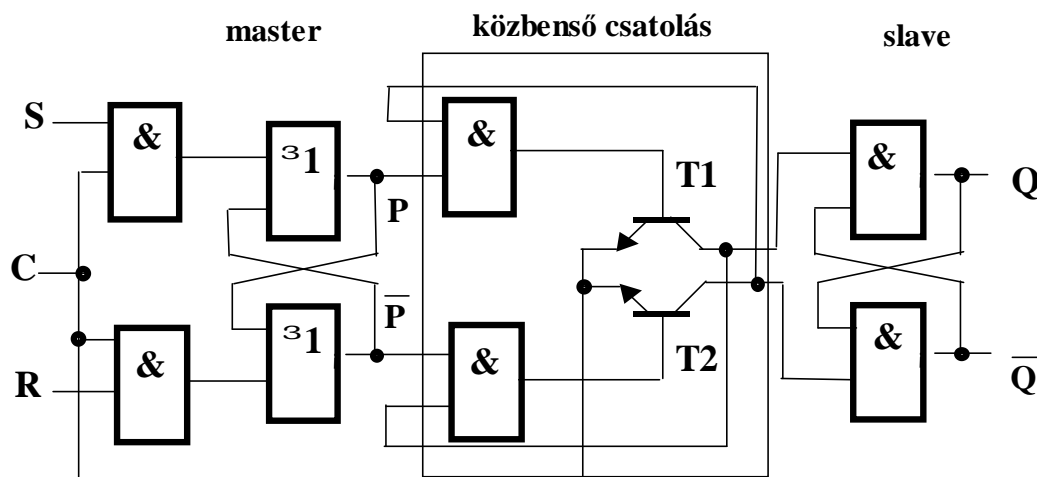 master közbenső csatolás slave
S & ³1 P & T1 & Q
C
R & ³1 P̅ & T2 & Q̅